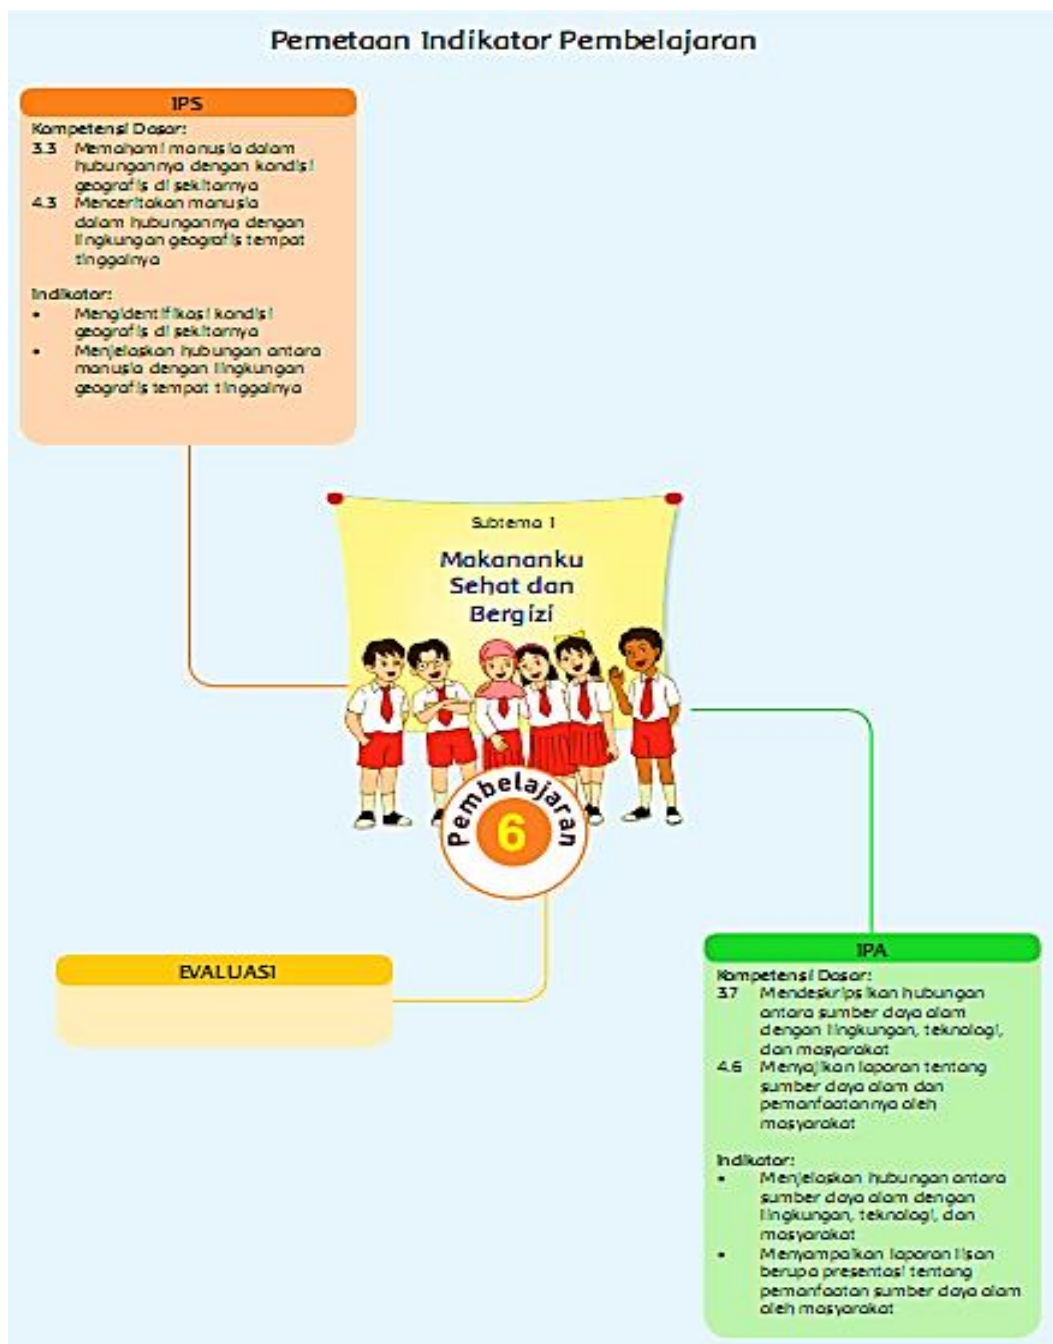 Pemetaan Indikator Pembelajaran
IPS
Kompetensi Dasar:
3.3 Memahami manusia dalam
hubungannya dengan kondisi
geografis di sekitarnya
4.3 Menceritakan manusia
dalam hubungannya dengan
lingkungan geografis tempat
tinggalnya
Indikator:
• Mengidentifikasi kondisi
geografis di sekitarnya
• Menjelaskan hubungan antara
manusia dengan lingkungan
geografis tempat tinggalnya
Subtema 1
Makananku
Sehat dan
Bergizi
Pembelajaran
6
EVALUASI
IPA
Kompetensi Dasar:
3.7 Mendeskripsikan hubungan
antara sumber daya alam
dengan lingkungan, teknologi,
dan masyarakat
4.6 Menyajikan laporan tentang
sumber daya alam dan
pemanfaatannya oleh
masyarakat
Indikator:
• Menjelaskan hubungan antara
sumber daya alam dengan
lingkungan, teknologi, dan
masyarakat
• Menyampaikan laporan lisan
berupa presentasi tentang
pemanfaatan sumber daya alam
oleh masyarakat